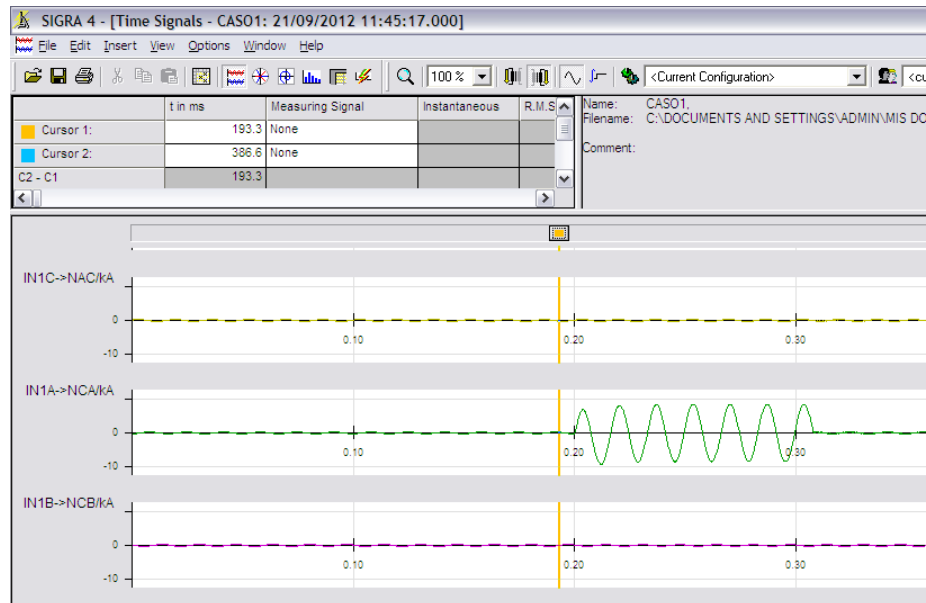 SIGRA 4 - [Time Signals - CASO1: 21/09/2012 11:45:17.000]
File Edit Insert View Options Window Help
100 % <Current Configuration> <cu
t in ms Measuring Signal Instantaneous R.M.S
Cursor 1: 193.3 None
Cursor 2: 386.6 None
C2 - C1 193.3
Name: CASO1,
Filename: C:\DOCUMENTS AND SETTINGS\ADMIN\MIS DO
Comment:
IN1C->NAC/kA
0
-10
0.10 0.20 0.30
IN1A->NCA/kA
0
-10
0.10 0.20 0.30
IN1B->NCB/kA
0
-10
0.10 0.20 0.30